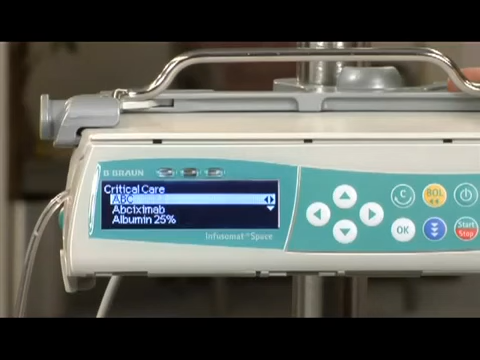 B BRAUN
Critical Care
ABC
Abciximab
Albumin 25%
Infusomat® Space
C
BOL
OK
Start
Stop